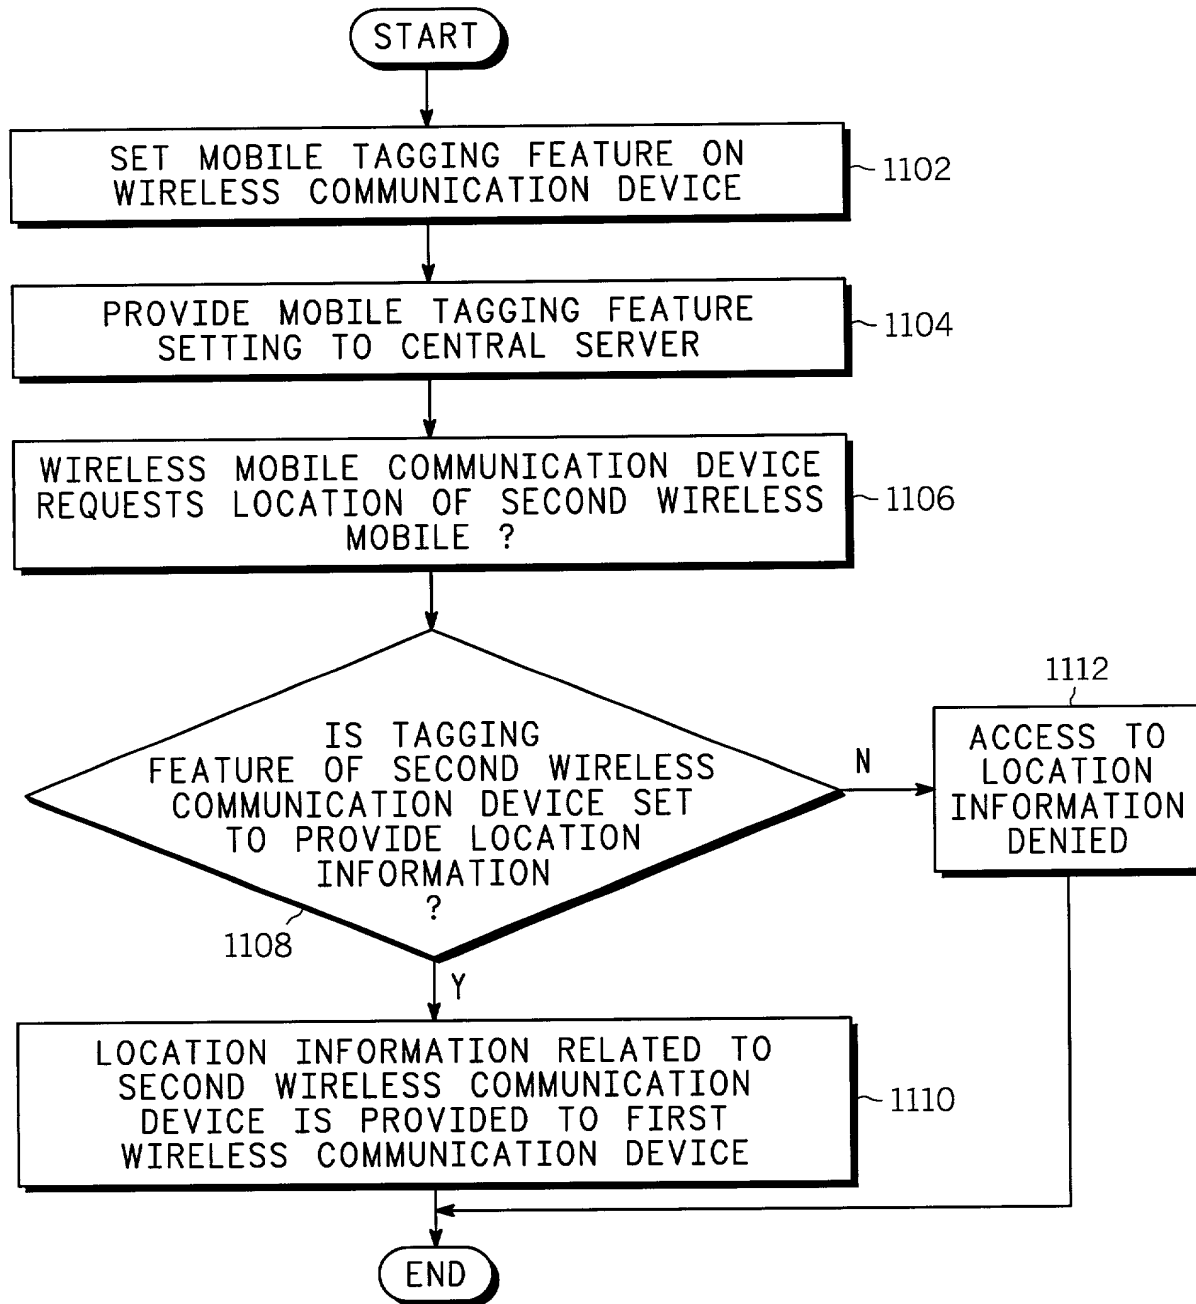 START
SET MOBILE TAGGING FEATURE ON
WIRELESS COMMUNICATION DEVICE
1102
PROVIDE MOBILE TAGGING FEATURE
SETTING TO CENTRAL SERVER
1104
WIRELESS MOBILE COMMUNICATION DEVICE
REQUESTS LOCATION OF SECOND WIRELESS
MOBILE ?
1106
IS TAGGING
FEATURE OF SECOND WIRELESS
COMMUNICATION DEVICE SET
TO PROVIDE LOCATION
INFORMATION
?
1108
N
1112
ACCESS TO
LOCATION
INFORMATION
DENIED
Y
LOCATION INFORMATION RELATED TO
SECOND WIRELESS COMMUNICATION
DEVICE IS PROVIDED TO FIRST
WIRELESS COMMUNICATION DEVICE
1110
END